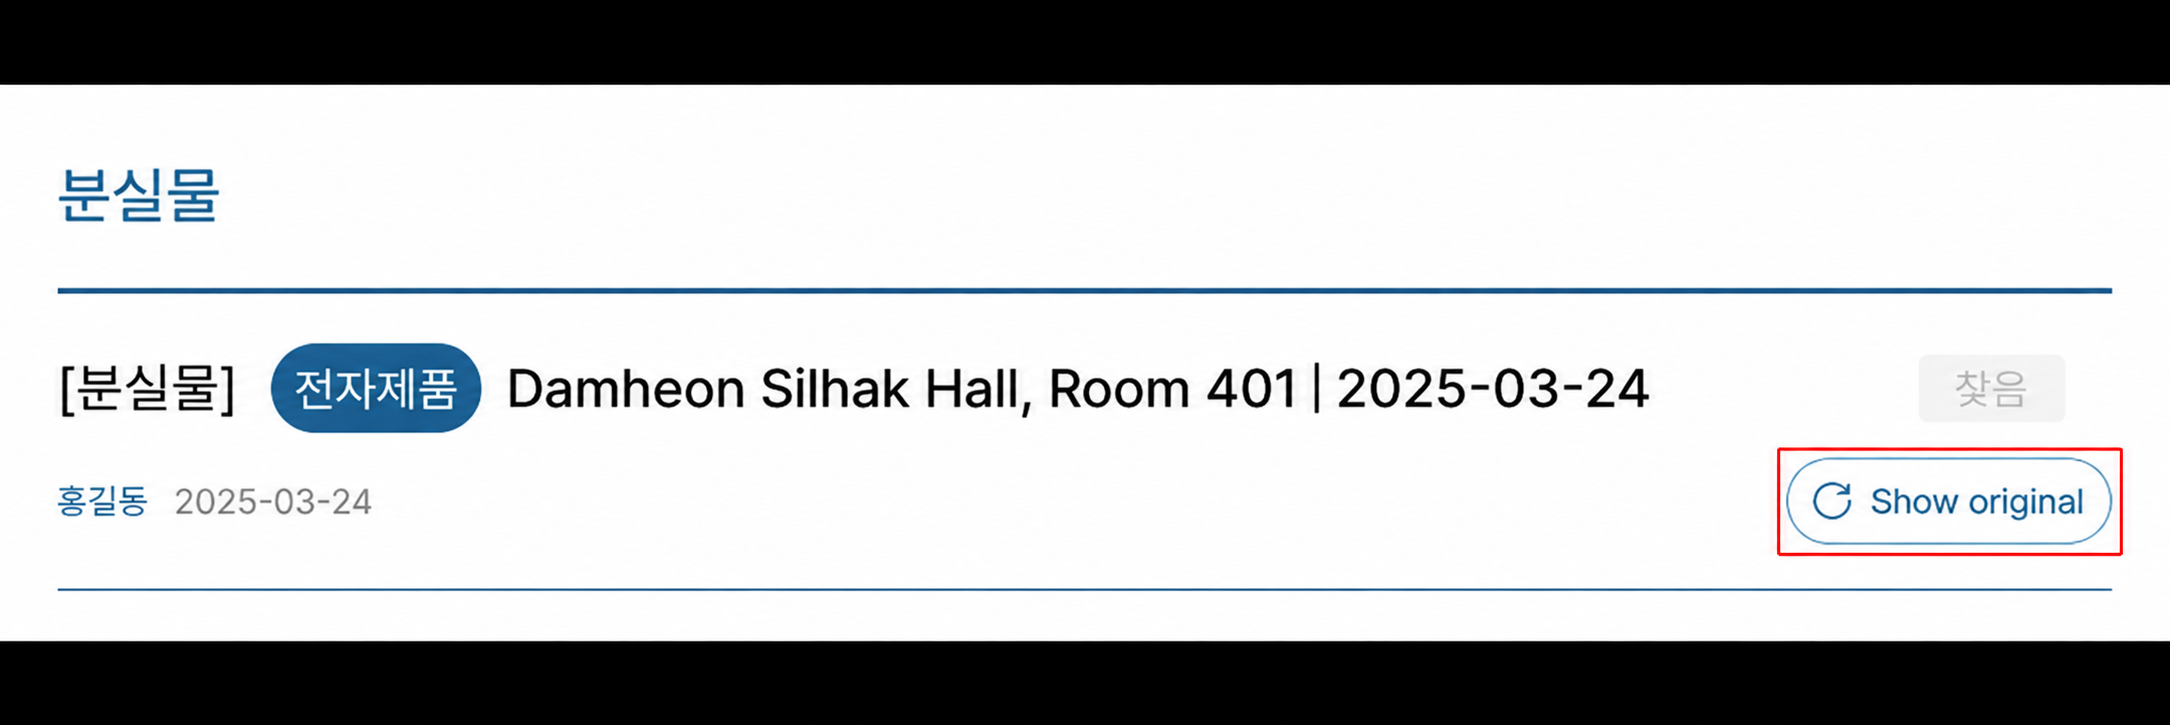 분실물
[분실물] 전자제품 Damheon Silhak Hall, Room 401 | 2025-03-24 찾음
홍길동 2025-03-24 Show original